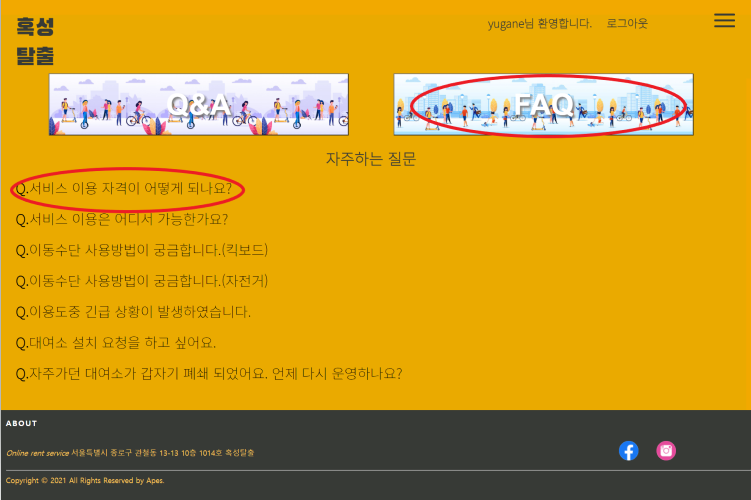 혹성
탈출
yugane님 환영합니다. 로그아웃
Q&A
FAQ
자주하는 질문
Q.서비스 이용 자격이 어떻게 되나요?
Q.서비스 이용은 어디서 가능한가요?
Q.이동수단 사용방법이 궁금합니다.(킥보드)
Q.이동수단 사용방법이 궁금합니다.(자전거)
Q.이용도중 긴급 상황이 발생하였습니다.
Q.대여소 설치 요청을 하고 싶어요.
Q.자주가던 대여소가 갑자기 폐쇄 되었어요. 언제 다시 운영하나요?
ABOUT
Online rent service 서울특별시 종로구 관철동 13-13 10층 1014호 혹성탈출
Copyright © 2021 All Rights Reserved by Apes.